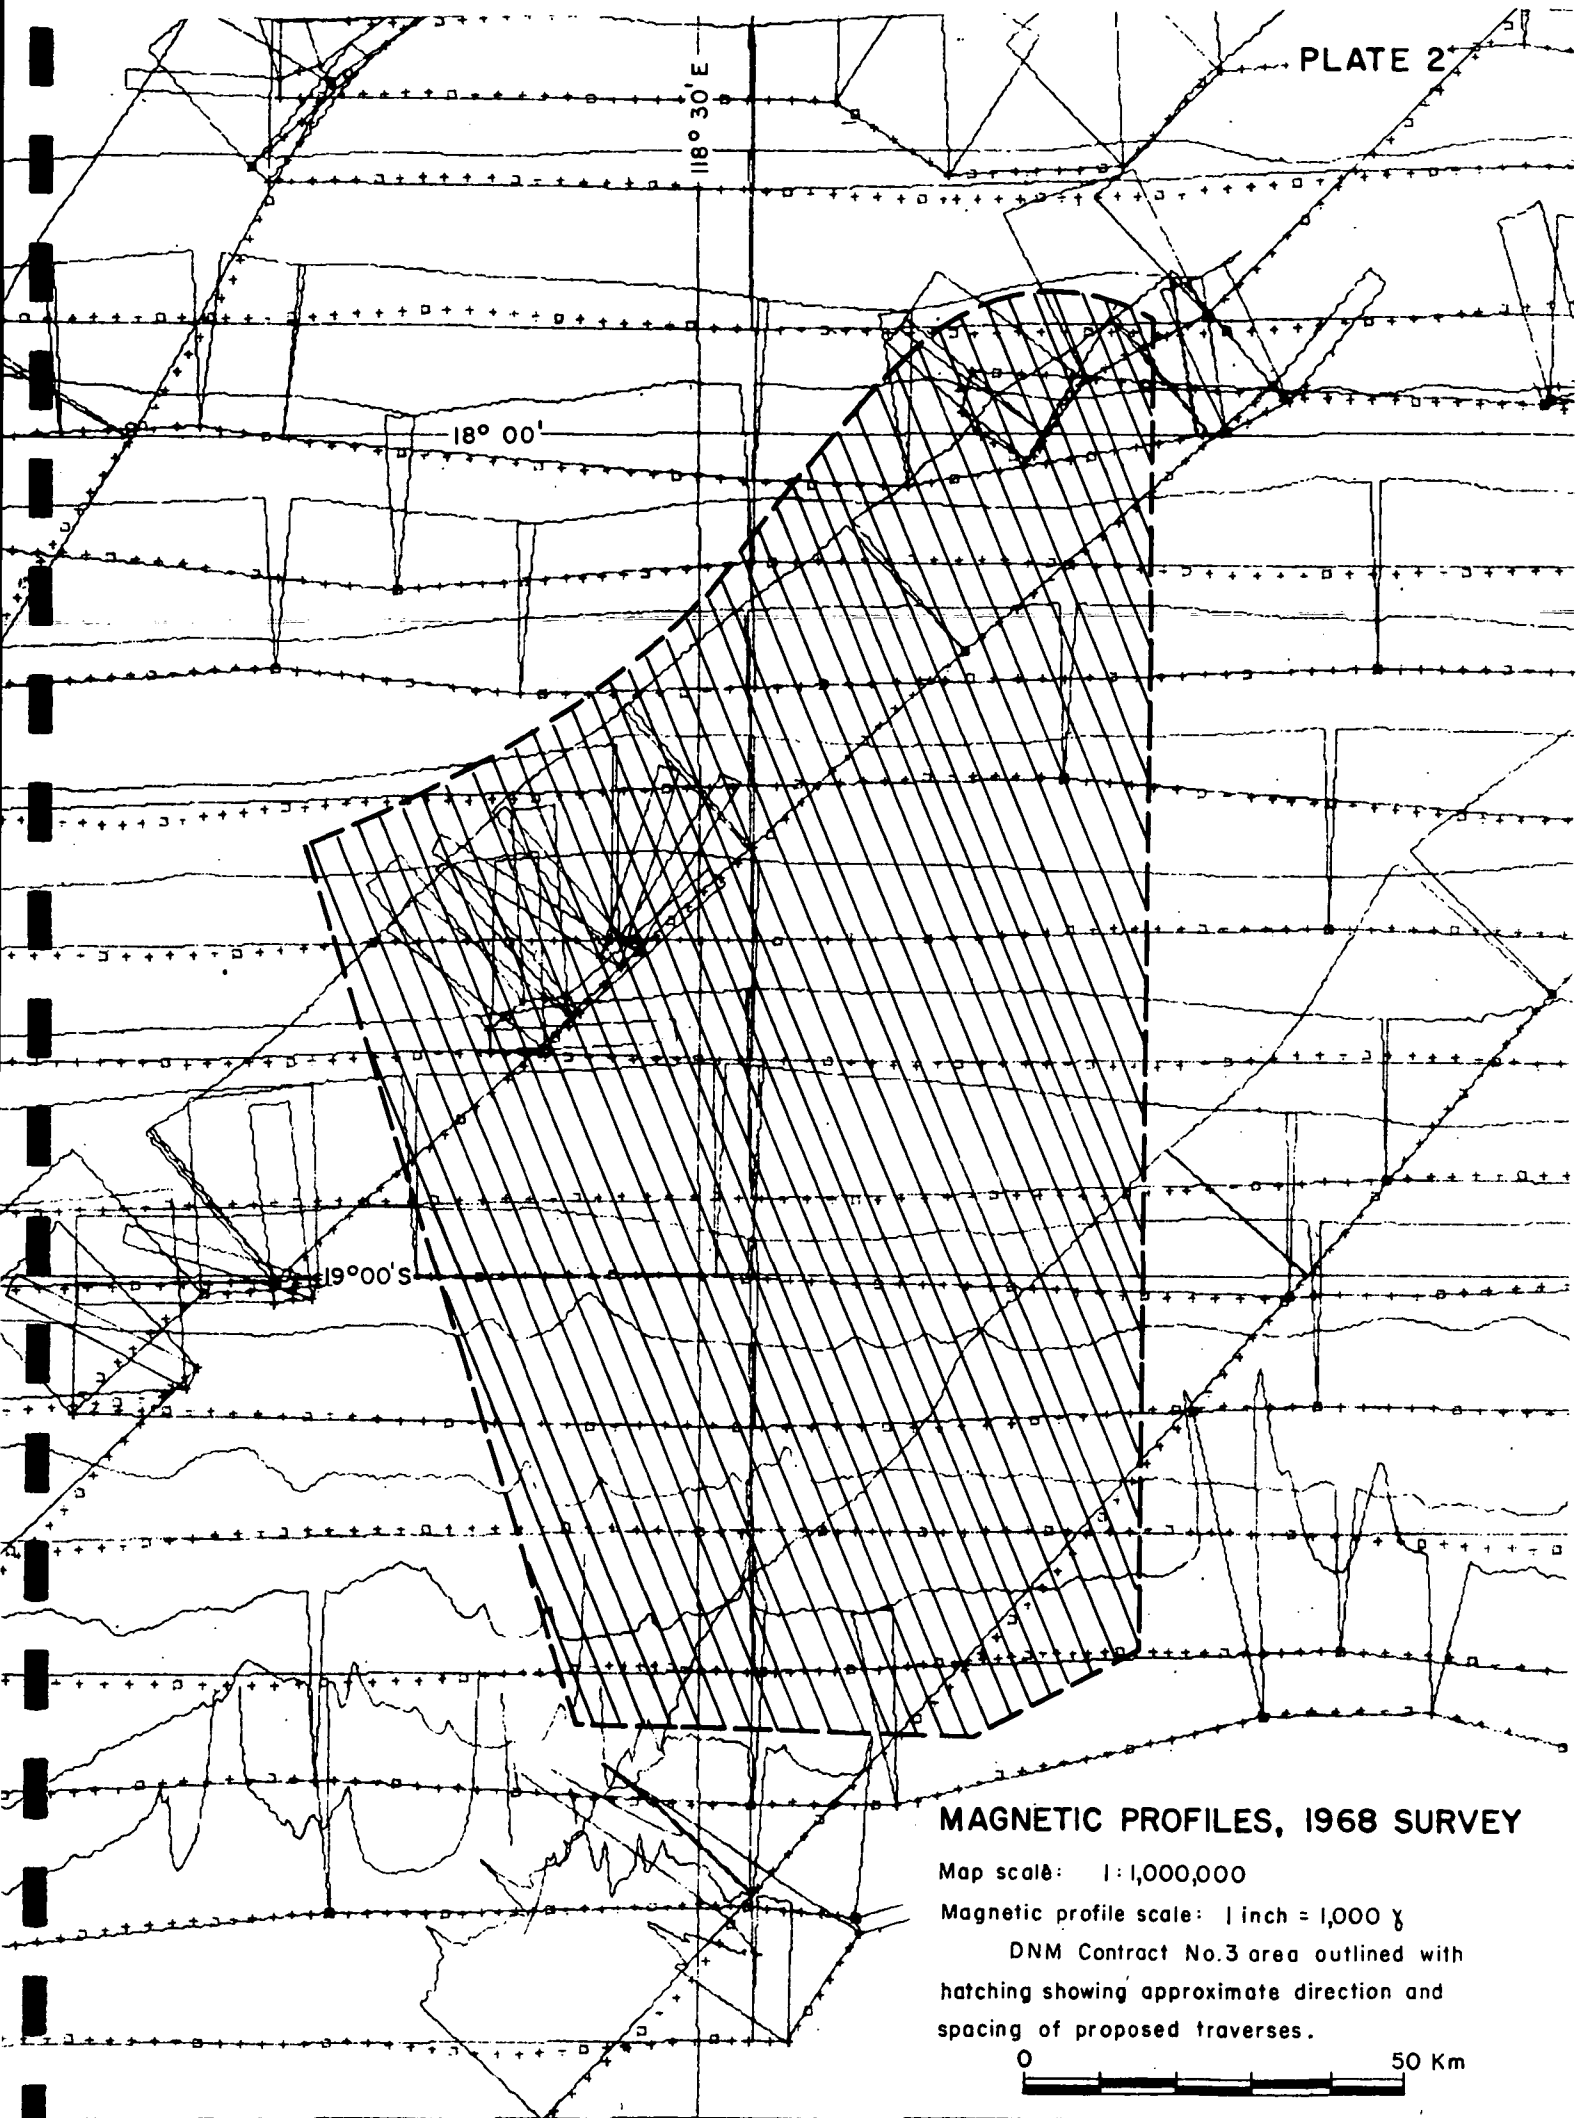 PLATE 2
118° 30'E
18° 00'
19°00'S
MAGNETIC PROFILES, 1968 SURVEY
Map scale: 1:1,000,000
Magnetic profile scale: 1 inch = 1,000 γ
DNM Contract No.3 area outlined with
hatching showing approximate direction and
spacing of proposed traverses.
0 50 Km